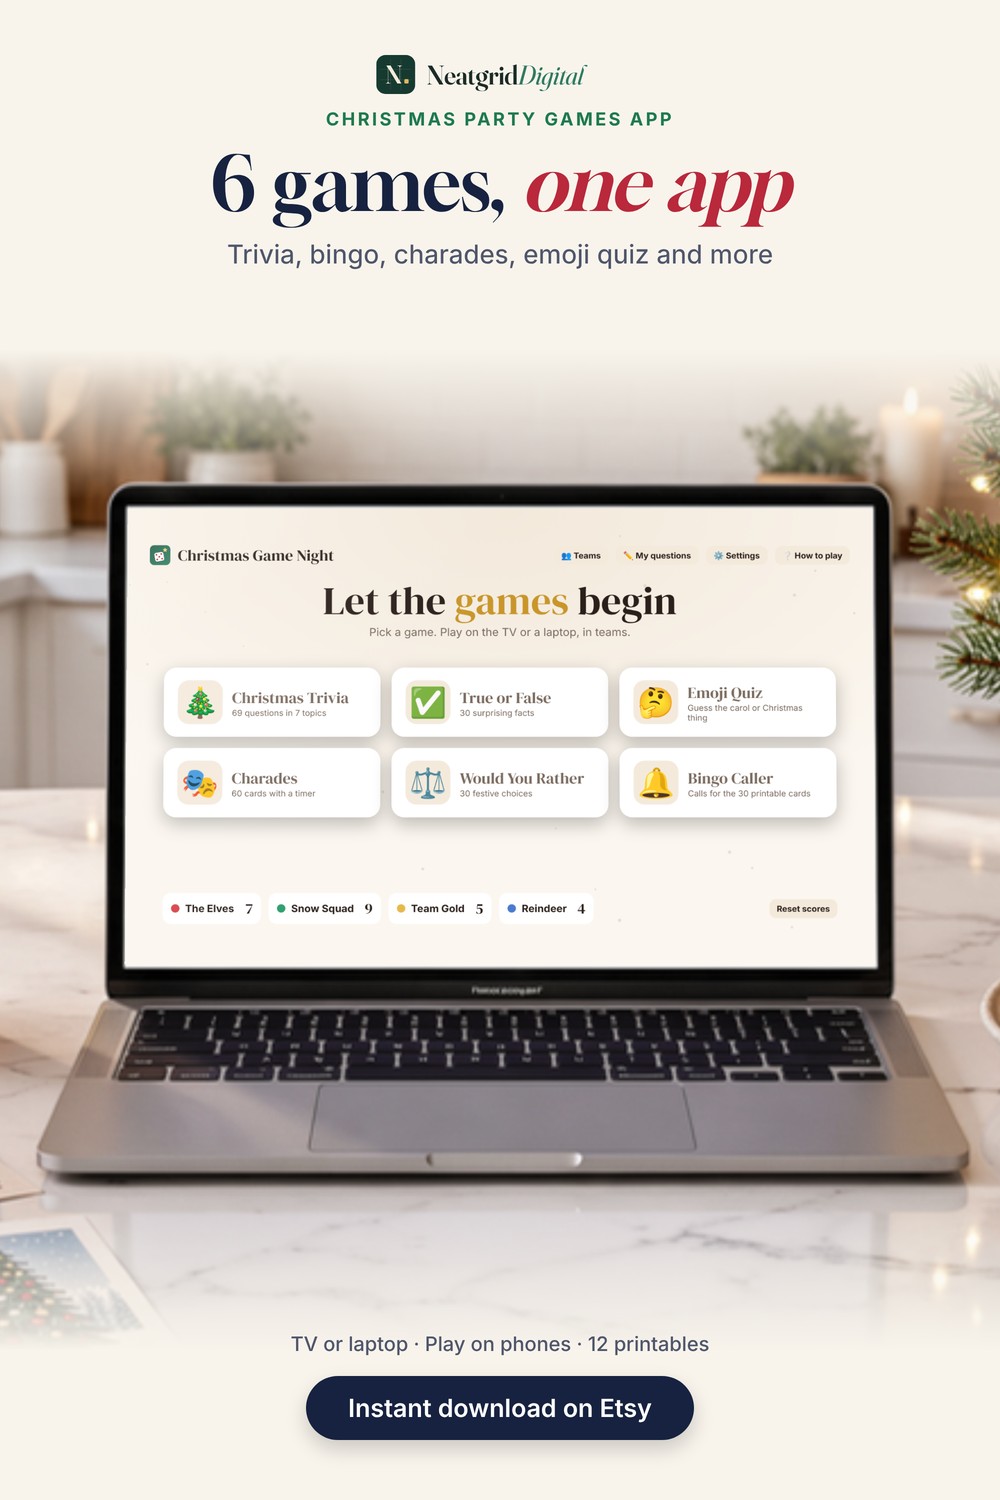 N.
NeatgridDigital
CHRISTMAS PARTY GAMES APP
6 games, one app
Trivia, bingo, charades, emoji quiz and more
Christmas Game Night
Teams
My questions
Settings
How to play
Let the games begin
Pick a game. Play on the TV or a laptop, in teams.
Christmas Trivia
69 questions in 7 topics
True or False
30 surprising facts
Emoji Quiz
Guess the carol or Christmas
thing
Charades
60 cards with a timer
Would You Rather
30 festive choices
Bingo Caller
Calls for the 30 printable cards
The Elves 7
Snow Squad 9
Team Gold 5
Reindeer 4
Reset scores
TV or laptop · Play on phones · 12 printables
Instant download on Etsy